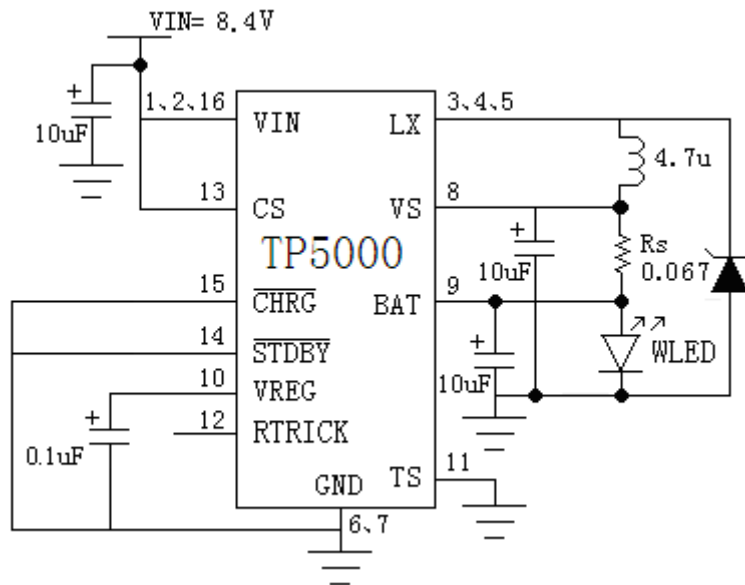 VIN= 8.4V
10uF
1、2、16
VIN
LX
3、4、5
4.7u
13
CS
VS
8
TP5000
10uF
Rs
0.067
15
CHRG
BAT
9
14
STDBY
10uF
WLED
10
VREG
0.1uF
12
RTRICK
GND
TS
11
6、7